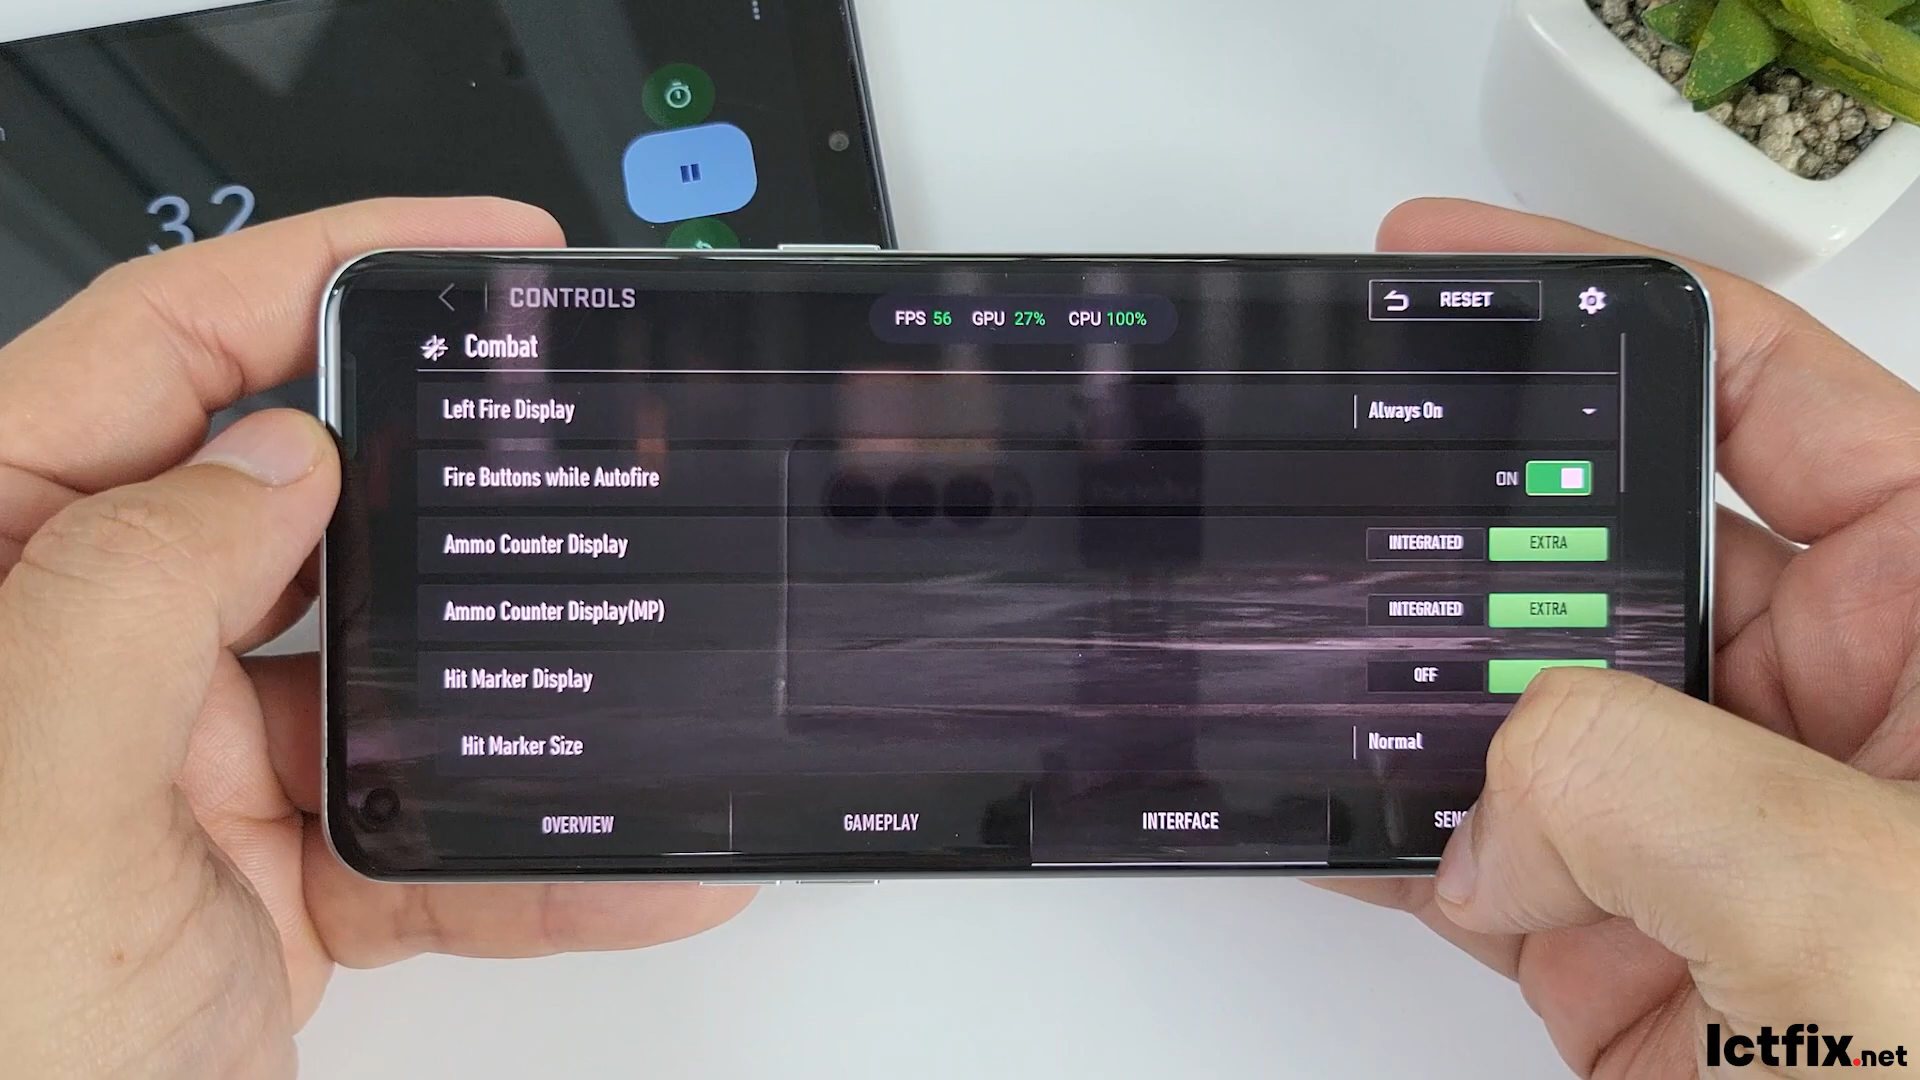 32
CONTROLS
FPS 56 GPU 27% CPU 100%
RESET
Combat
Left Fire Display
Always On
Fire Buttons while Autofire
ON
Ammo Counter Display
INTEGRATED
EXTRA
Ammo Counter Display(MP)
INTEGRATED
EXTRA
Hit Marker Display
OFF
Hit Marker Size
Normal
OVERVIEW
GAMEPLAY
INTERFACE
Ictfix.net